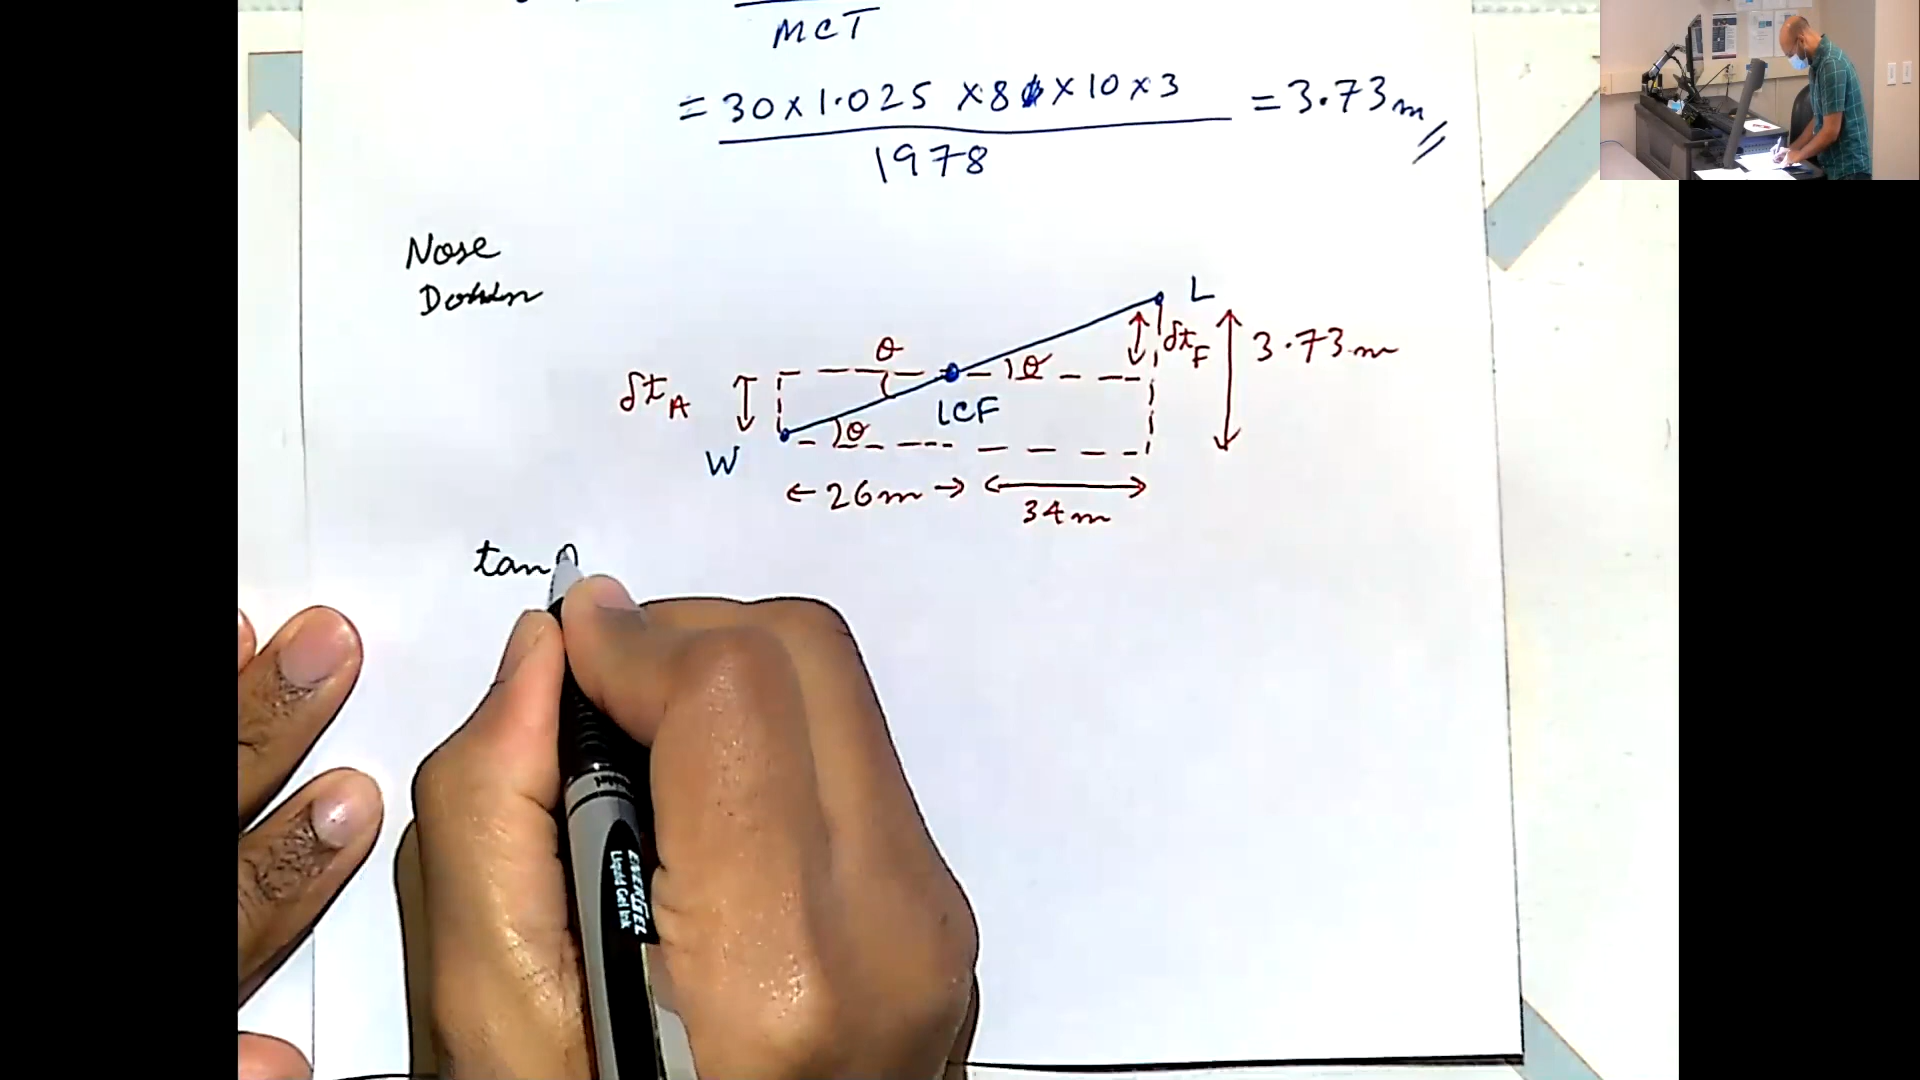 MCT
= 30 x 1.025 x 8 x 10 x 3 = 3.73m
1978
Nose
Down
L
θ
δt_F
3.73m
θ
δt_A
LCF
θ
W
← 26m →
34m
tan θ
ENERGEL
Liquid Gel Ink